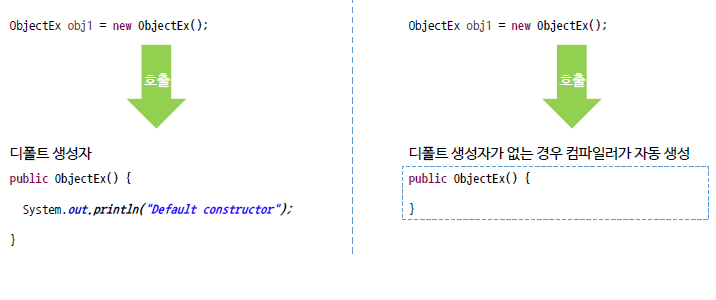 ObjectEx obj1 = new ObjectEx();
호출
디폴트 생성자
public ObjectEx() {
System.out.println("Default constructor");
}
ObjectEx obj1 = new ObjectEx();
호출
디폴트 생성자가 없는 경우 컴파일러가 자동 생성
public ObjectEx() {
}